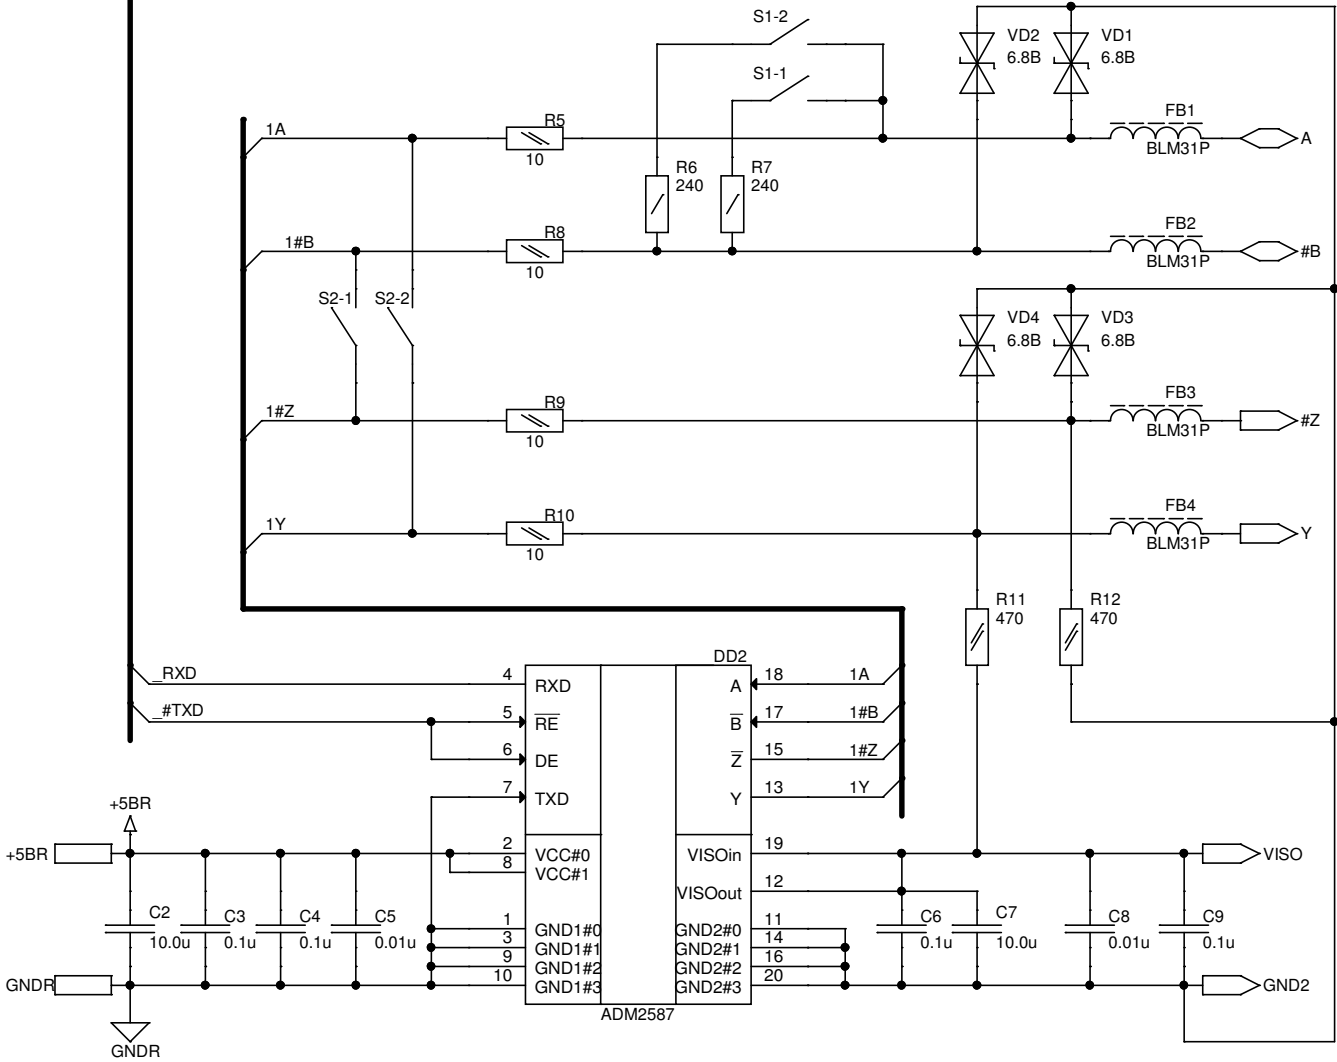 S1-2
VD2
6.8B
VD1
6.8B
S1-1
FB1
BLM31P
A
1A
R5
10
R6
240
R7
240
1#B
R8
10
FB2
BLM31P
#B
S2-1
S2-2
VD4
6.8B
VD3
6.8B
1#Z
R9
10
FB3
BLM31P
#Z
1Y
R10
10
FB4
BLM31P
Y
R11
470
R12
470
DD2
_RXD
4
RXD
A
18
1A
_#TXD
5
RE
B
17
1#B
6
DE
Z
15
1#Z
7
TXD
Y
13
1Y
+5BR
+5BR
2
VCC#0
VISOin
19
VISO
8
VCC#1
VISOout
12
C2
10.0u
C3
0.1u
C4
0.1u
C5
0.01u
1
GND1#0
GND2#0
11
3
GND1#1
GND2#1
14
9
GND1#2
GND2#2
16
10
GND1#3
GND2#3
20
C6
0.1u
C7
10.0u
C8
0.01u
C9
0.1u
GNDR
GND2
ADM2587
GNDR